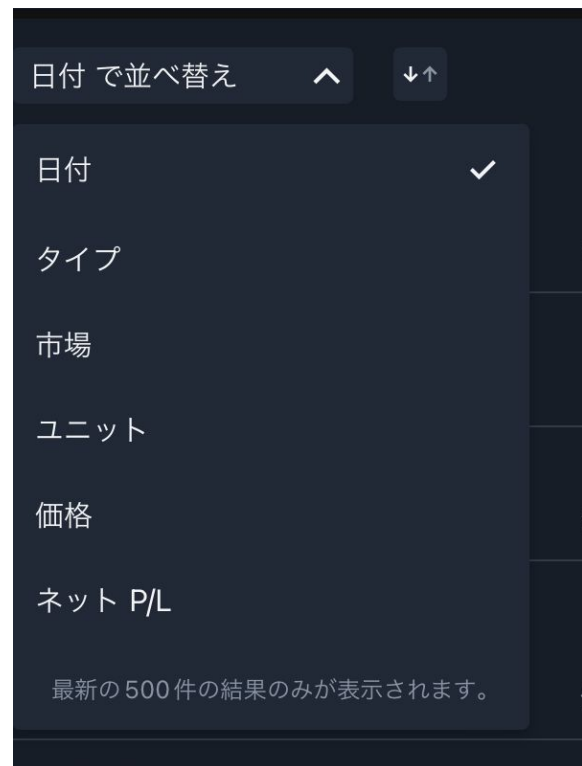 日付 で並べ替え
日付
タイプ
市場
ユニット
価格
ネット P/L
最新の500件の結果のみが表示されます。